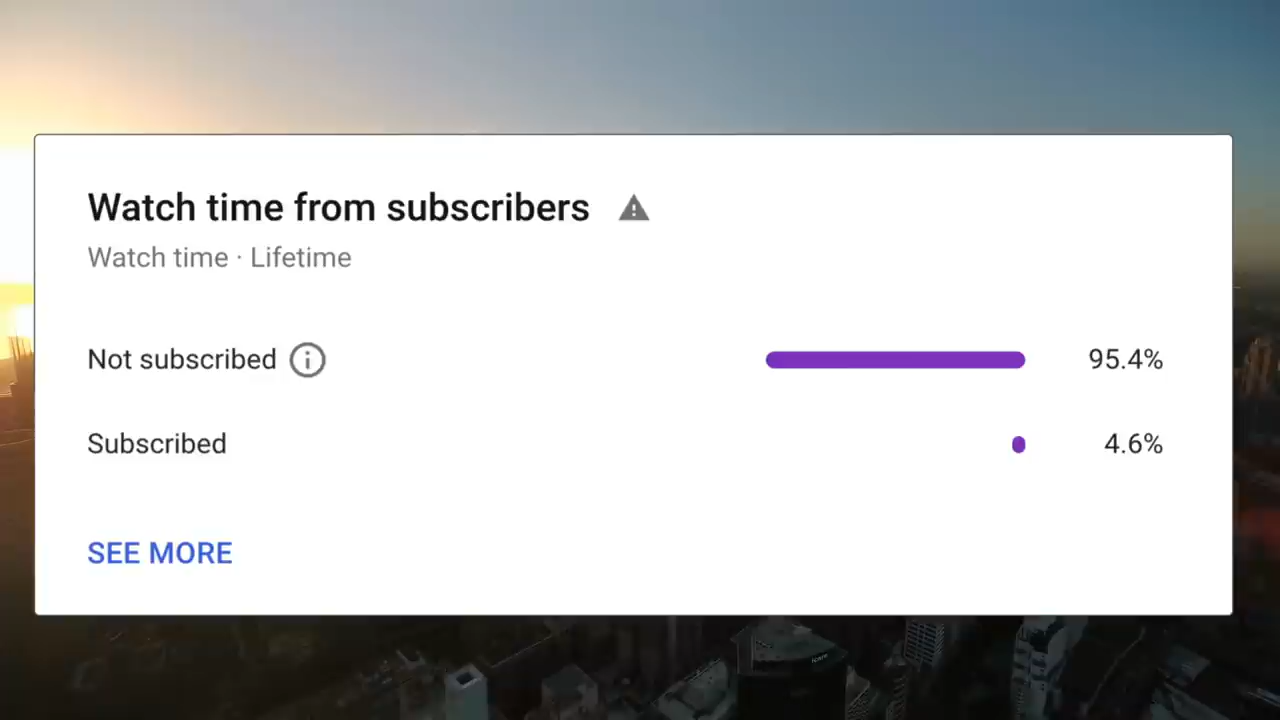 Watch time from subscribers
Watch time · Lifetime
Not subscribed 95.4%
Subscribed 4.6%
SEE MORE